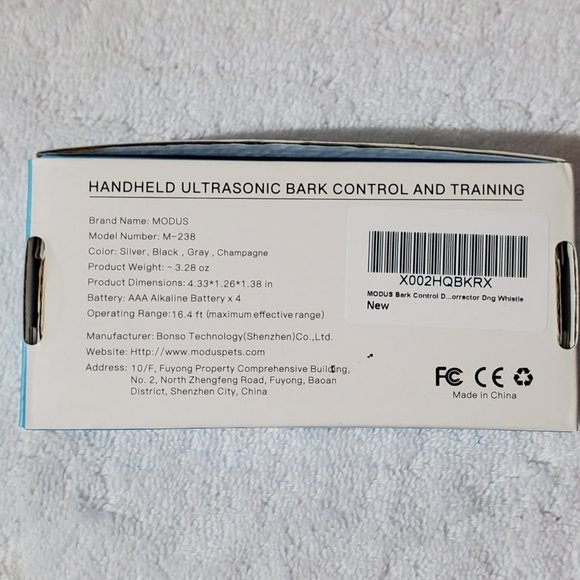 HANDHELD ULTRASONIC BARK CONTROL AND TRAINING
Brand Name: MODUS
Model Number: M-238
Color: Silver, Black , Gray , Champagne
Product Weight: ~ 3.28 oz
Product Dimensions: 4.33*1.26*1.38 in
Battery: AAA Alkaline Battery x 4
Operating Range: 16.4 ft (maximum effective range)
Manufacturer: Bonso Technology(Shenzhen)Co.,Ltd.
Website: Http://www.moduspets.com
Address: 10/F, Fuyong Property Comprehensive Building,
No. 2, North Zhengfeng Road, Fuyong, Baoan
District, Shenzhen City, China
X002HQBKRX
MODUS Bark Control D...orrector Dog Whistle
New
FC CE
Made in China